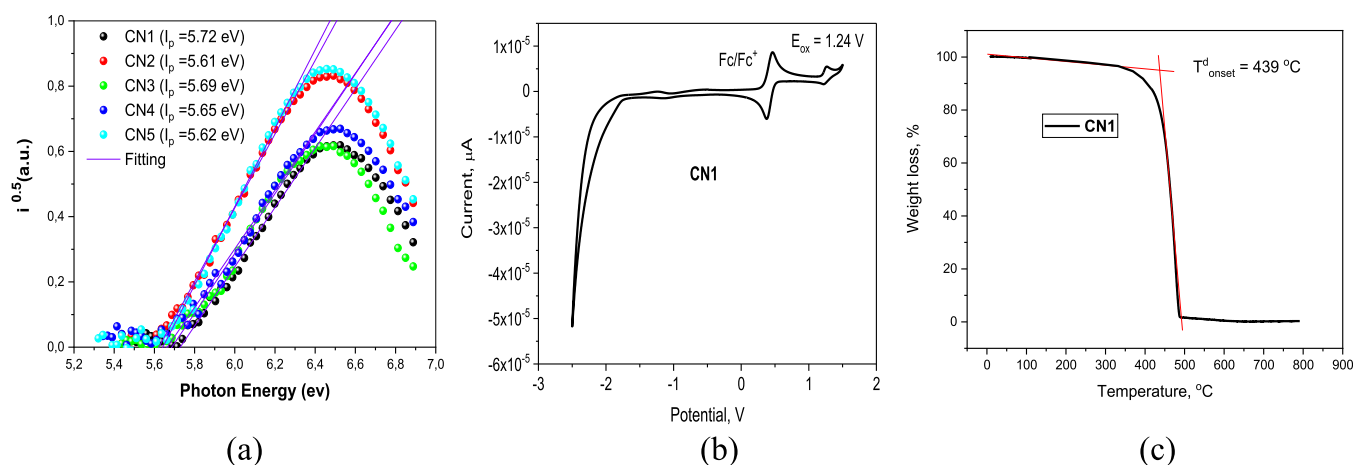 1,0
0,8
0,6
0,4
0,2
0,0
i 0.5(a.u.)
CN1 (Ip =5.72 eV)
CN2 (Ip =5.61 eV)
CN3 (Ip =5.69 eV)
CN4 (Ip =5.65 eV)
CN5 (Ip =5.62 eV)
Fitting
5,2 5,4 5,6 5,8 6,0 6,2 6,4 6,6 6,8 7,0
Photon Energy (ev)
(a)
1x10-5
0
-1x10-5
-2x10-5
-3x10-5
-4x10-5
-5x10-5
-6x10-5
Current, µA
Fc/Fc+
Eox = 1.24 V
CN1
-3 -2 -1 0 1 2
Potential, V
(b)
100
80
60
40
20
0
Weight loss, %
Tdonset = 439 oC
CN1
0 100 200 300 400 500 600 700 800 900
Temperature, oC
(c)